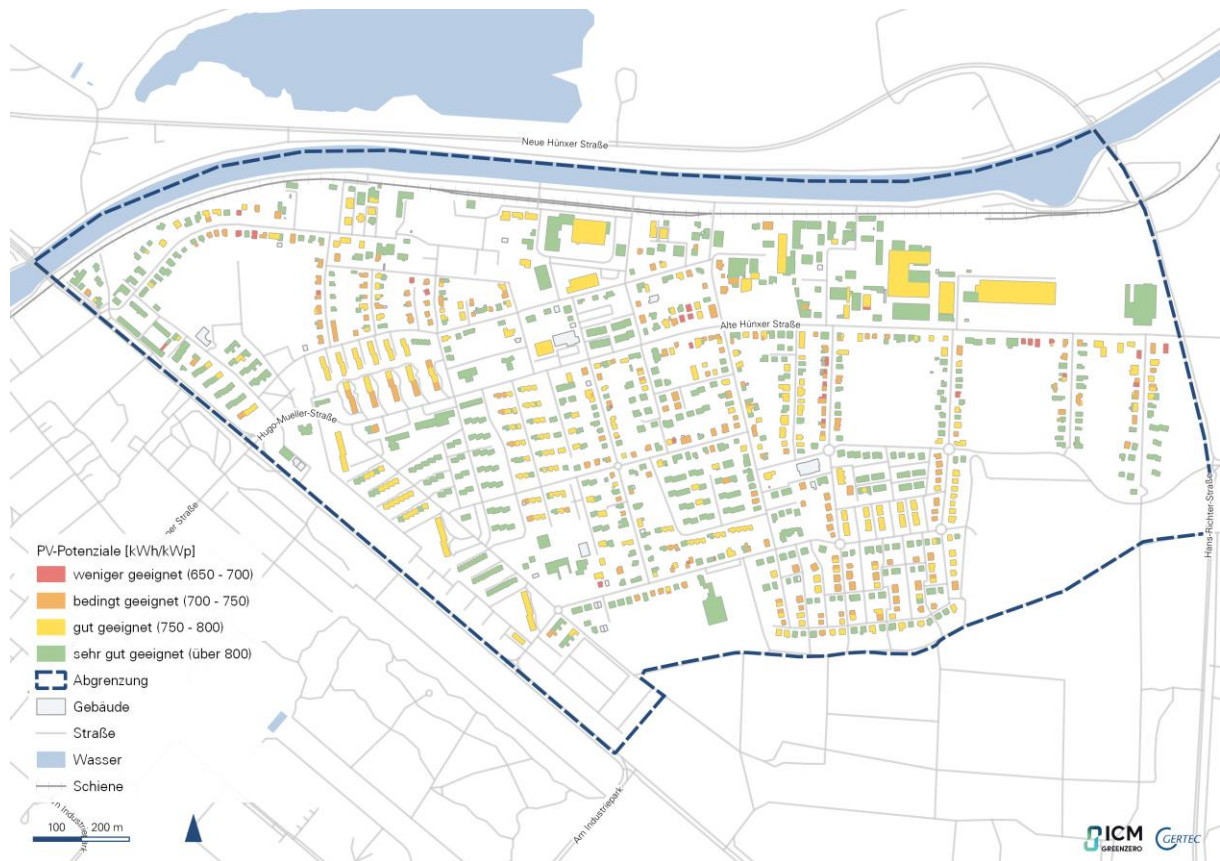 Neue Hünxer Straße
Alte Hünxer Straße
Hugo-Mueller-Straße
per Straße
Hans-Richter-Straße
PV-Potenziale [kWh/kWp]
weniger geeignet (650 - 700)
bedingt geeignet (700 - 750)
gut geeignet (750 - 800)
sehr gut geeignet (über 800)
Abgrenzung
Gebäude
Straße
Wasser
Schiene
Am Industriepark
100 200 m
ICM
GREENZERO
GERTEC